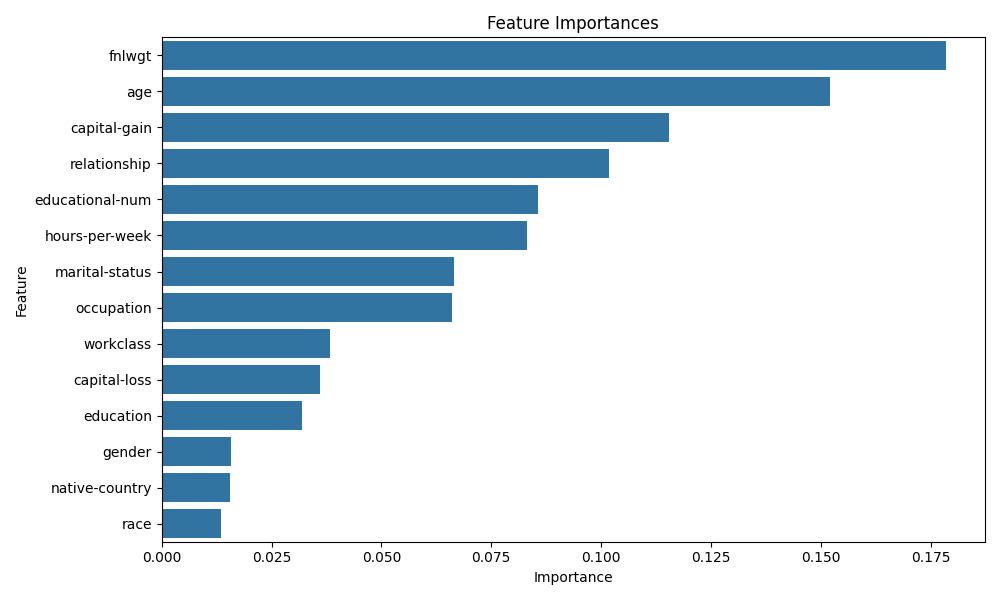 Feature Importances
Feature
fnlwgt
age
capital-gain
relationship
educational-num
hours-per-week
marital-status
occupation
workclass
capital-loss
education
gender
native-country
race
0.000 0.025 0.050 0.075 0.100 0.125 0.150 0.175
Importance